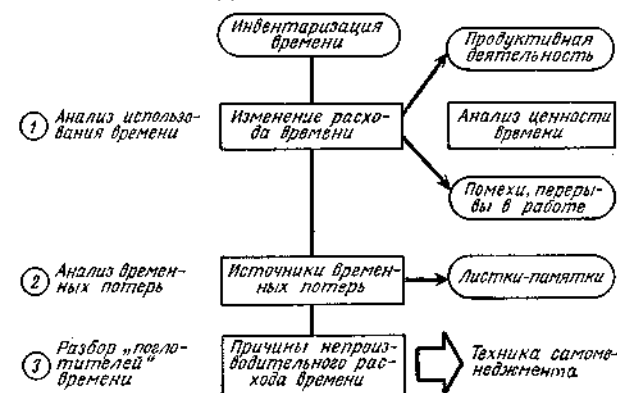 Инвентаризация
времени
Продуктивная
деятельность
1 Анализ использо-
вания времени
Изменение расхо-
да времени
Анализ ценности
времени
Помехи, переры-
вы в работе
2 Анализ времен-
ных потерь
Источники времен-
ных потерь
Листки-памятки
3 Разбор „погло-
тителей“
времени
Причины непроиз-
водительного рас-
хода времени
Техника самоме-
неджмента